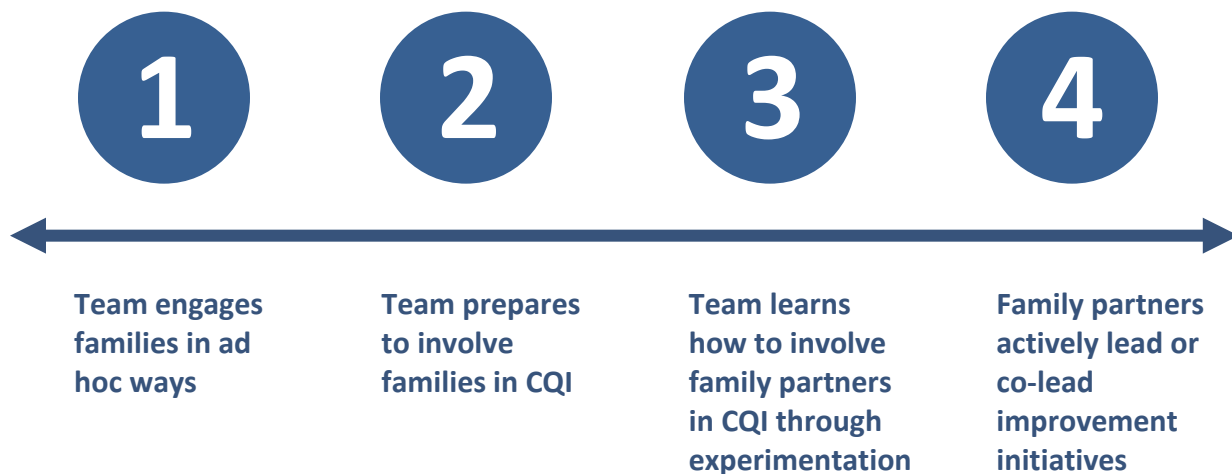 1
2
3
4
Team engages
families in ad
hoc ways
Team prepares
to involve
families in CQI
Team learns
how to involve
family partners
in CQI through
experimentation
Family partners
actively lead or
co-lead
improvement
initiatives